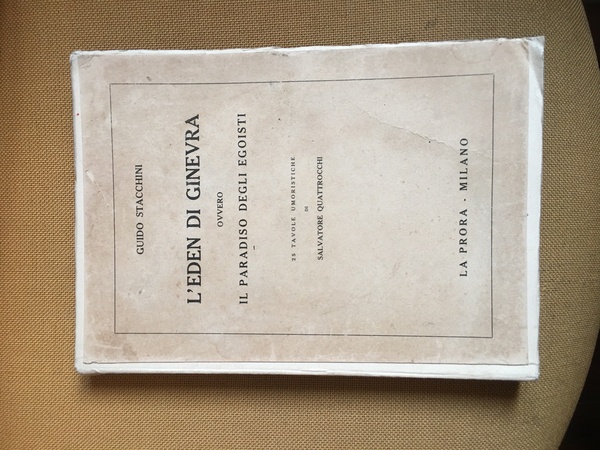 GUIDO STACCHINI
L'EDEN DI GINEVRA
OVVERO
IL PARADISO DEGLI EGOISTI
25 TAVOLE UMORISTICHE
DI
SALVATORE QUATTROCCHI
LA PRORA - MILANO